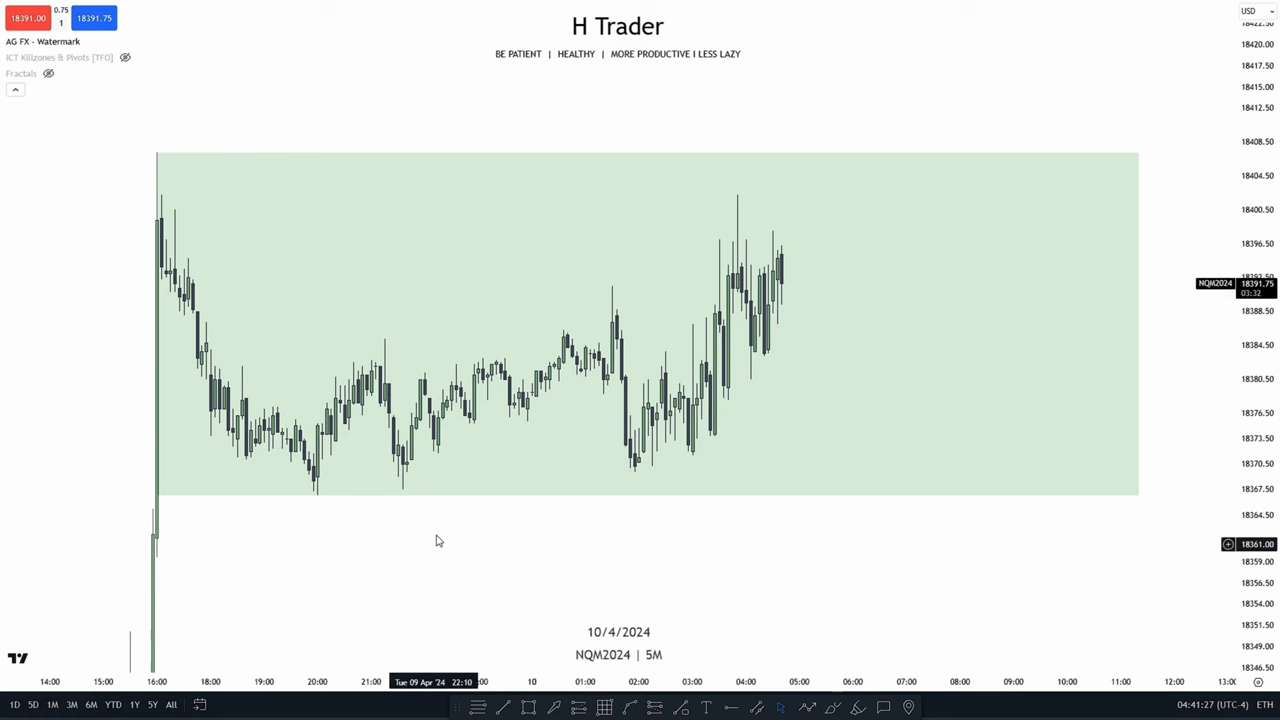 18391.00 0.75 1 18391.75
H Trader
USD
AG FX - Watermark
BE PATIENT | HEALTHY | MORE PRODUCTIVE I LESS LAZY
ICT Killzones & Pivots [TFO]
Fractals
18420.00
18417.50
18415.00
18412.50
18408.50
18404.50
18400.50
18396.50
NQM2024 18391.75
03:32
18388.50
18384.50
18380.50
18376.50
18373.50
18370.50
18367.50
18364.50
18361.00
18359.00
18356.50
18354.00
18351.50
18349.00
18346.50
10/4/2024
NQM2024 | 5M
14:00 15:00 16:00 17:00 18:00 19:00 20:00 21:00 Tue 09 Apr '24 22:10 10 01:00 02:00 03:00 04:00 05:00 06:00 07:00 08:00 09:00 10:00 11:00 12:00
1D 5D 1M 3M 6M YTD 1Y 5Y All
04:41:27 (UTC-4) ETH